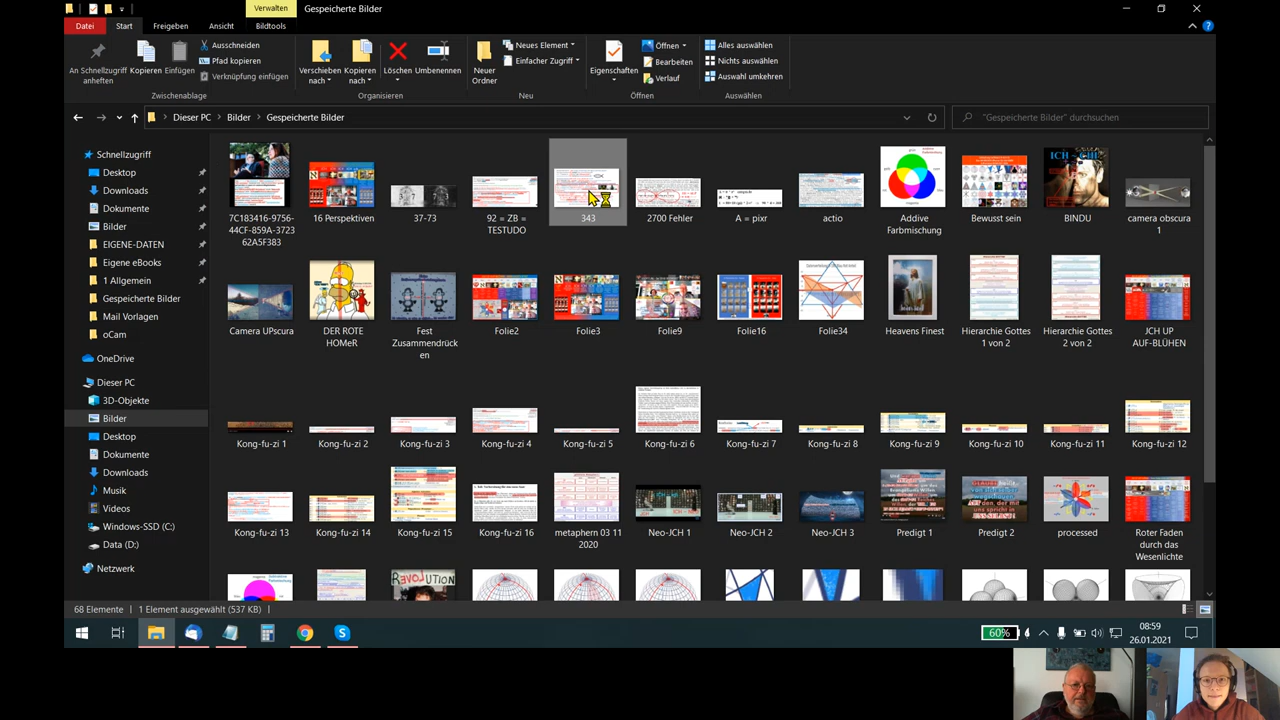 Verwalten
Gespeicherte Bilder
Datei
Start
Freigeben
Ansicht
Bildtools
An Schnellzugriff anheften
Kopieren
Einfügen
Ausschneiden
Pfad kopieren
Verknüpfung einfügen
Zwischenablage
Verschieben nach
Kopieren nach
Löschen
Umbenennen
Organisieren
Neuer Ordner
Neues Element
Einfacher Zugriff
Neu
Eigenschaften
Öffnen
Bearbeiten
Verlauf
Öffnen
Alles auswählen
Nichts auswählen
Auswahl umkehren
Auswählen
Dieser PC
Bilder
Gespeicherte Bilder
"Gespeicherte Bilder" durchsuchen
Schnellzugriff
Desktop
Downloads
Dokumente
Bilder
EIGENE-DATEN
Eigene eBooks
1 Allgemein
Gespeicherte Bilder
Mail Vorlagen
oCam
OneDrive
Dieser PC
3D-Objekte
Bilder
Desktop
Dokumente
Downloads
Musik
Videos
Windows-SSD (C:)
Data (D:)
Netzwerk
7C183416-9756-
44CF-859A-3723
62A5F383
16 Perspektiven
37-73
92 = ZB =
TESTUDO
343
2700 Fehler
A = pixr
actio
Addive
Farbmischung
Bewusst sein
ICH ~ CHI
BINDU
camera obscura
1
Camera UPscura
DER ROTE
HOMeR
Fest
Zusammendrück
en
Folie2
Folie3
Folie9
Folie16
Folie34
Heavens Finest
Hierarchie Gottes
1 von 2
Hierarchie Gottes
2 von 2
JCH UP
AUF-BLÜHEN
Kong-fu-zi 1
Kong-fu-zi 2
Kong-fu-zi 3
Kong-fu-zi 4
Kong-fu-zi 5
Kong-fu-zi 6
Kong-fu-zi 7
Kong-fu-zi 8
Kong-fu-zi 9
Kong-fu-zi 10
Kong-fu-zi 11
Kong-fu-zi 12
Kong-fu-zi 13
Kong-fu-zi 14
Kong-fu-zi 15
Kong-fu-zi 16
metaphern 03 11
2020
Neo-JCH 1
Neo-JCH 2
Neo-JCH 3
Predigt 1
Predigt 2
processed
Roter Faden
durch das
Wesenlichte
68 Elemente
1 Element ausgewählt (537 KB)
60%
08:59
26.01.2021